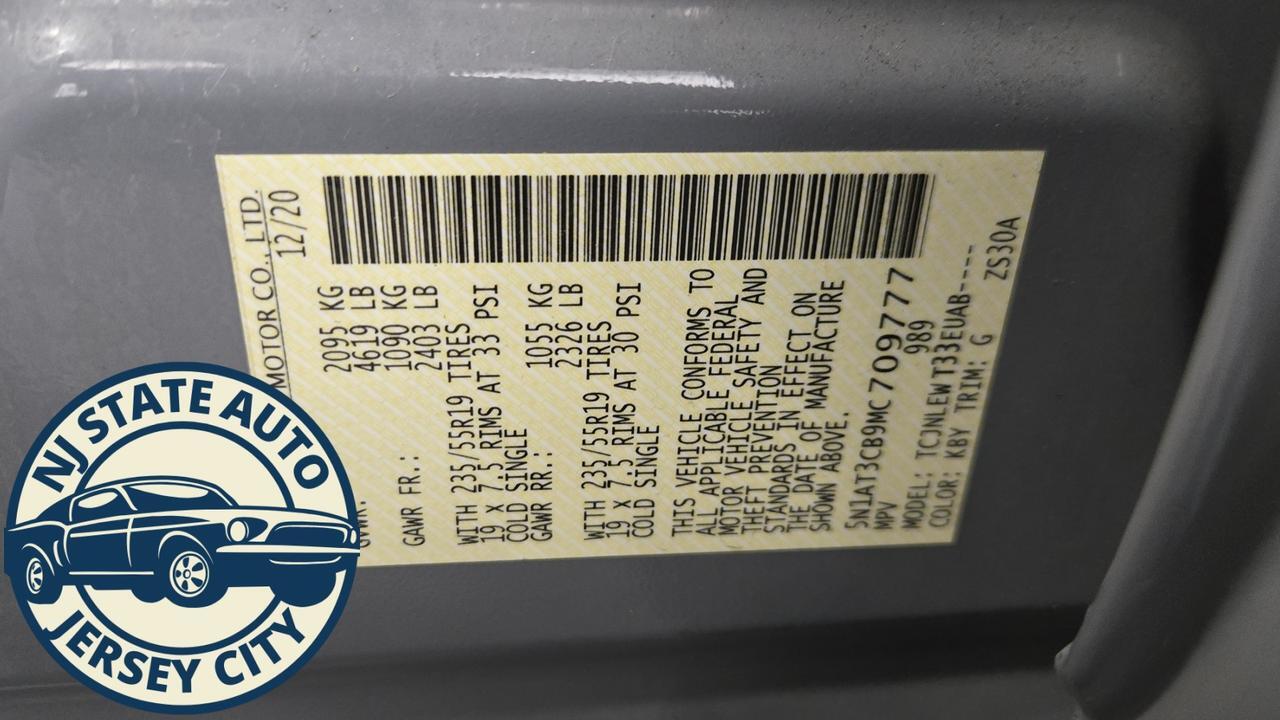 MOTOR CO., LTD.
12/20
2095 KG
4619 LB
GAWR FR.: 1090 KG
2403 LB
WITH 235/55R19 TIRES
19 x 7.5 RIMS AT 33 PSI
COLD SINGLE
GAWR RR.: 1055 KG
2326 LB
WITH 235/55R19 TIRES
19 x 7.5 RIMS AT 30 PSI
COLD SINGLE
THIS VEHICLE CONFORMS TO
ALL APPLICABLE FEDERAL
MOTOR VEHICLE SAFETY AND
THEFT PREVENTION
STANDARDS IN EFFECT ON
THE DATE OF MANUFACTURE
SHOWN ABOVE.
5N1AT3CB9MC709777
MPV 989
MODEL: TCJNLEWT33EUAB----
COLOR: KBY TRIM: G ZS30A
NJ STATE AUTO
JERSEY CITY